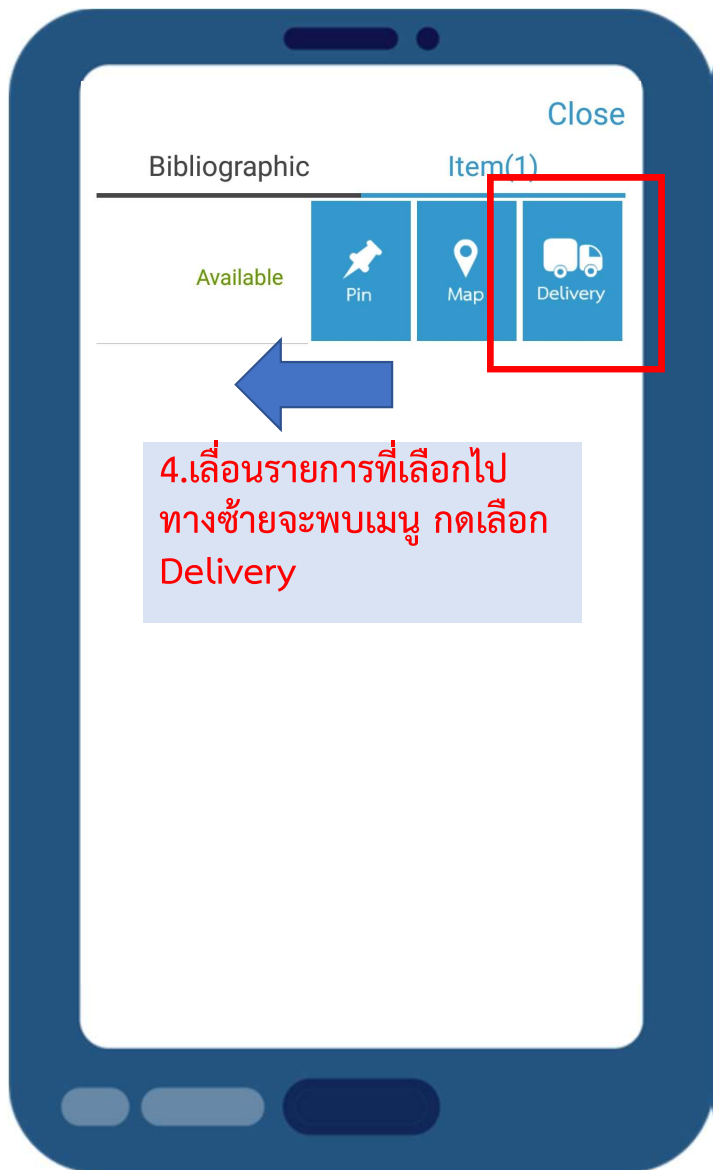 Close
Bibliographic Item(1)
Available Pin Map Delivery
4.เลื่อนรายการที่เลือกไป
ทางซ้ายจะพบเมนู กดเลือก
Delivery